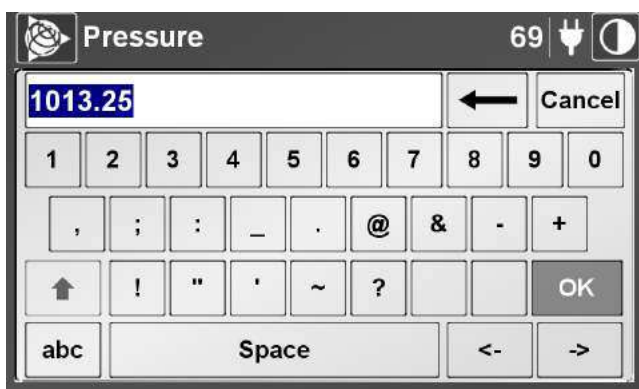 Pressure 69
1013.25 Cancel
1 2 3 4 5 6 7 8 9 0
, ; : _ . @ & - +
! " ' ~ ? OK
abc Space <- ->